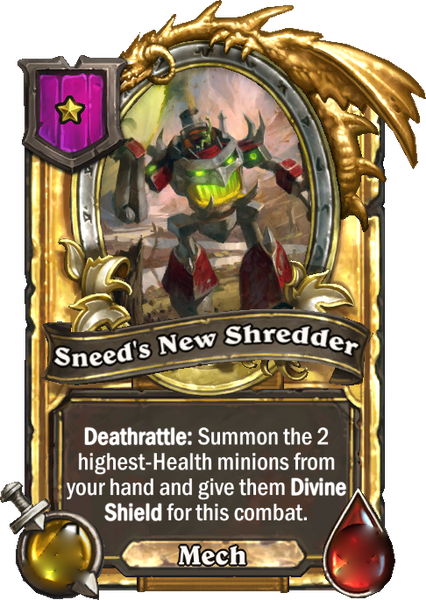 Sneed's New Shredder
Deathrattle: Summon the 2
highest-Health minions from
your hand and give them Divine
Shield for this combat.
Mech